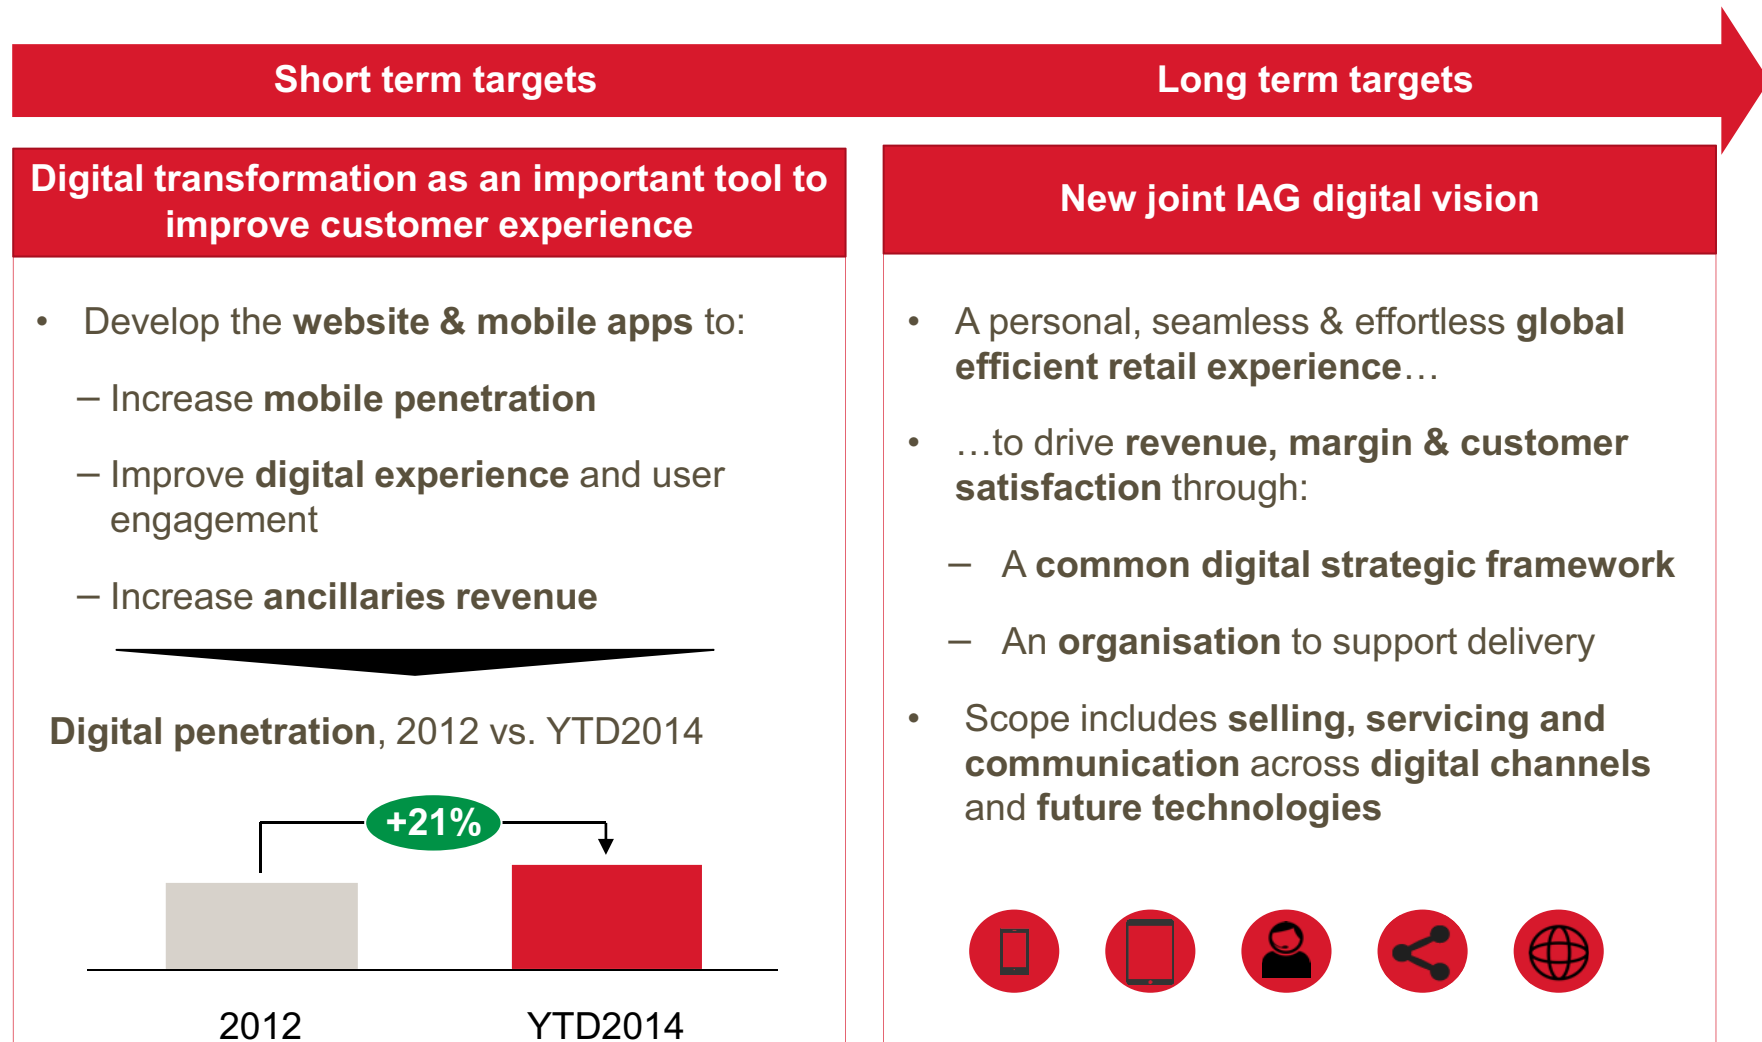 Short term targets
Long term targets
Digital transformation as an important tool to
improve customer experience
• Develop the website & mobile apps to:
– Increase mobile penetration
– Improve digital experience and user
engagement
– Increase ancillaries revenue
Digital penetration, 2012 vs. YTD2014
+21%
2012
YTD2014
New joint IAG digital vision
• A personal, seamless & effortless global
efficient retail experience…
• …to drive revenue, margin & customer
satisfaction through:
– A common digital strategic framework
– An organisation to support delivery
• Scope includes selling, servicing and
communication across digital channels
and future technologies